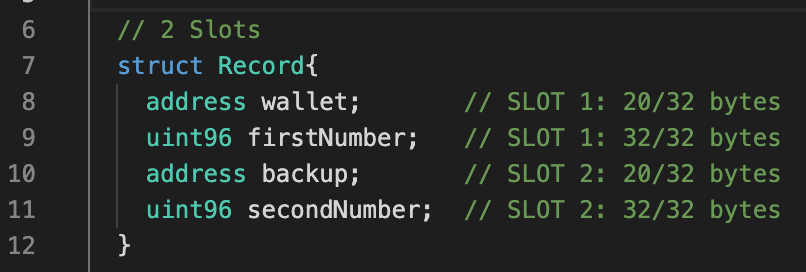 6 // 2 Slots
7 struct Record{
8 address wallet; // SLOT 1: 20/32 bytes
9 uint96 firstNumber; // SLOT 1: 32/32 bytes
10 address backup; // SLOT 2: 20/32 bytes
11 uint96 secondNumber; // SLOT 2: 32/32 bytes
12 }